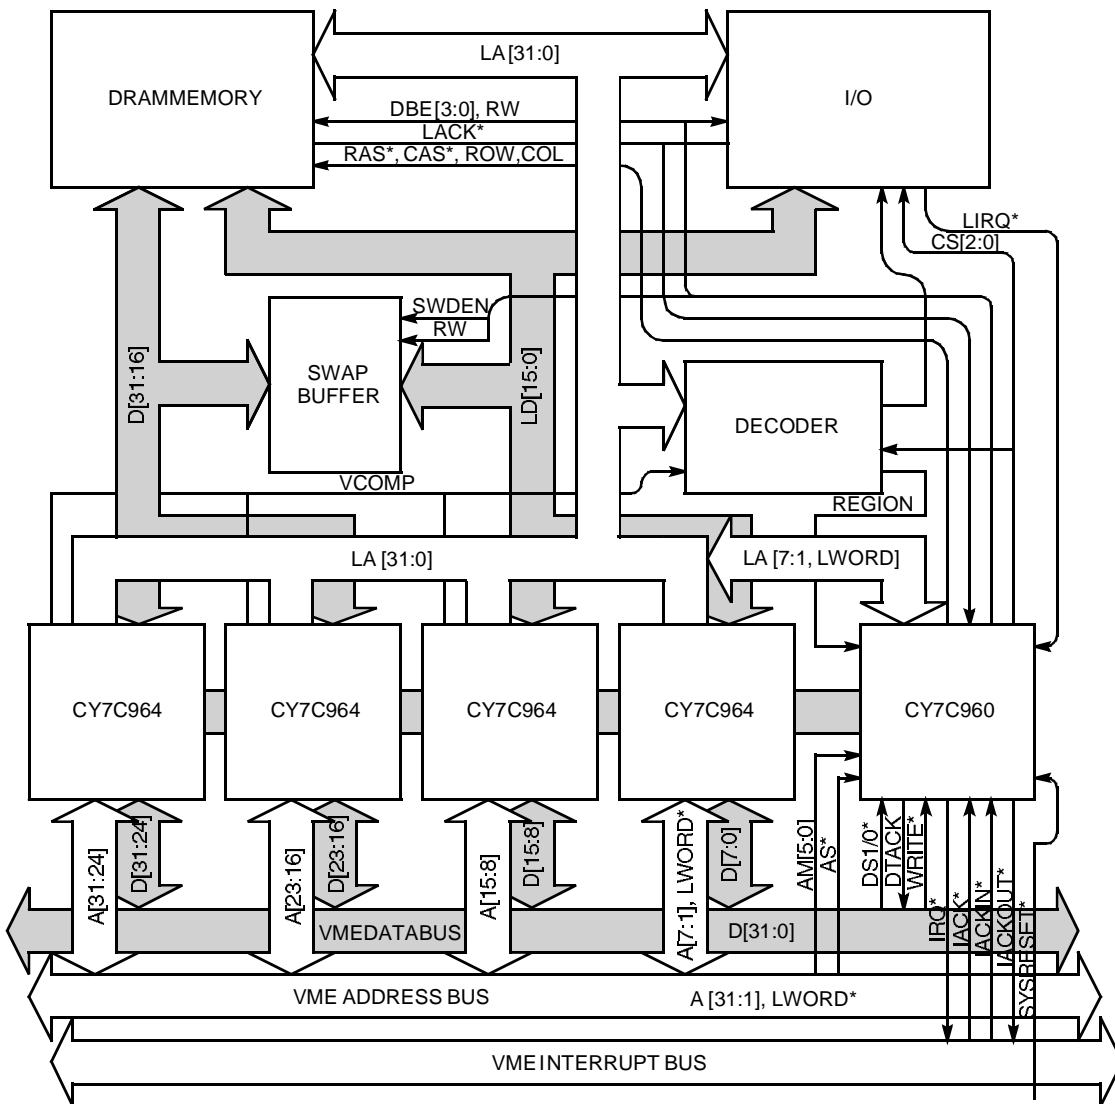 LA [31:0]
DRAMMEMORY
I/O
DBE [3:0], RW
LACK*
RAS*, CAS*, ROW,COL
LIRQ*
CS[2:0]
SWDEN
RW
D[31:16]
SWAP
BUFFER
LD[15:0]
DECODER
VCOMP
REGION
LA [31:0]
LA [7:1, LWORD]
CY7C964
CY7C964
CY7C964
CY7C964
CY7C960
A[31:24]
D[31:24]
A[23:16]
D[23:16]
A[15:8]
D[15:8]
A[7:1], LWORD*
D[7:0]
AM[5:0]
AS*
DS1/0*
DTACK
WRITE*
IRQ*
IACK*
IACKIN*
IACKOUT*
SYSRESET*
VMEDATABUS
D[31:0]
VME ADDRESS BUS
A [31:1], LWORD*
VME INTERRUPT BUS